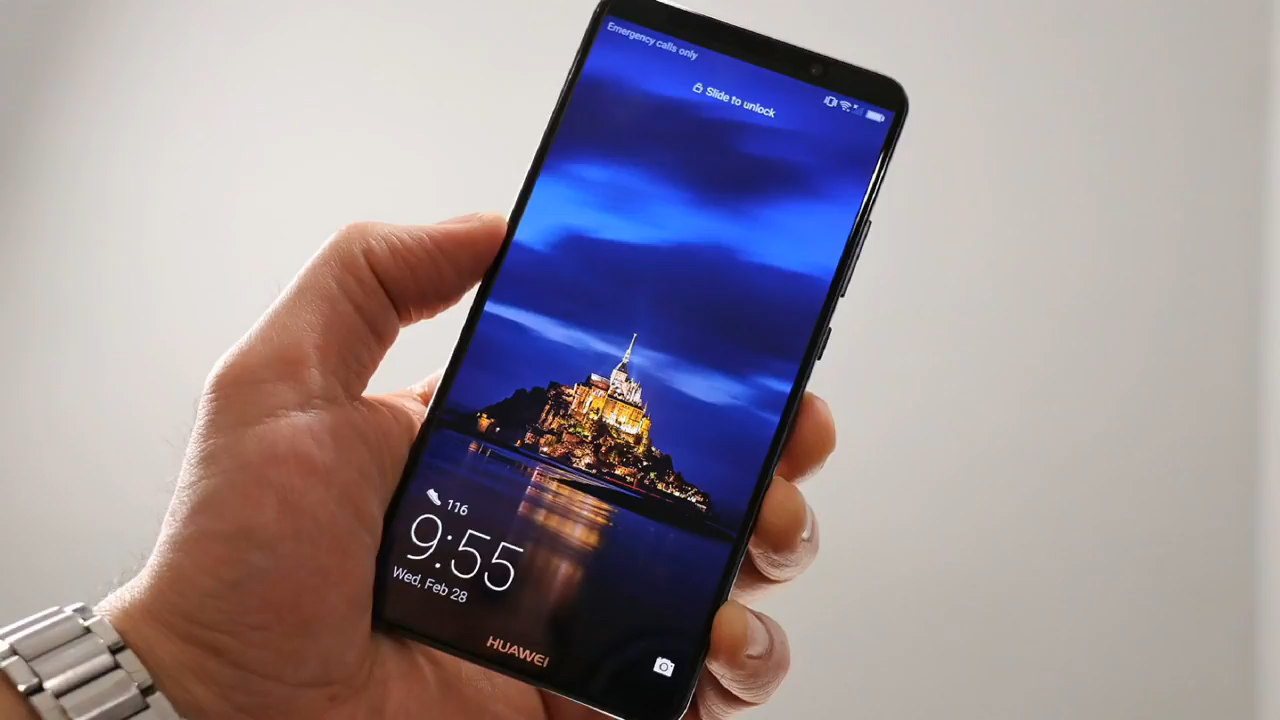 Emergency calls only
Slide to unlock
116
9:55
Wed, Feb 28
HUAWEI